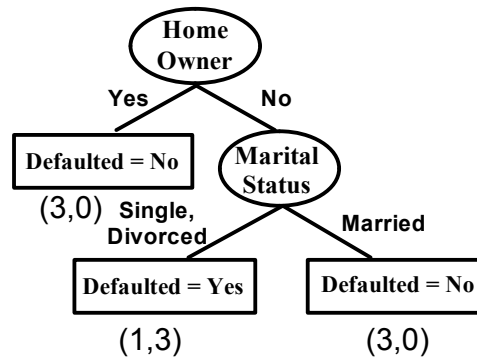 Home
Owner
Yes
No
Defaulted = No
Marital
Status
(3,0)
Single,
Divorced
Married
Defaulted = Yes
Defaulted = No
(1,3)
(3,0)